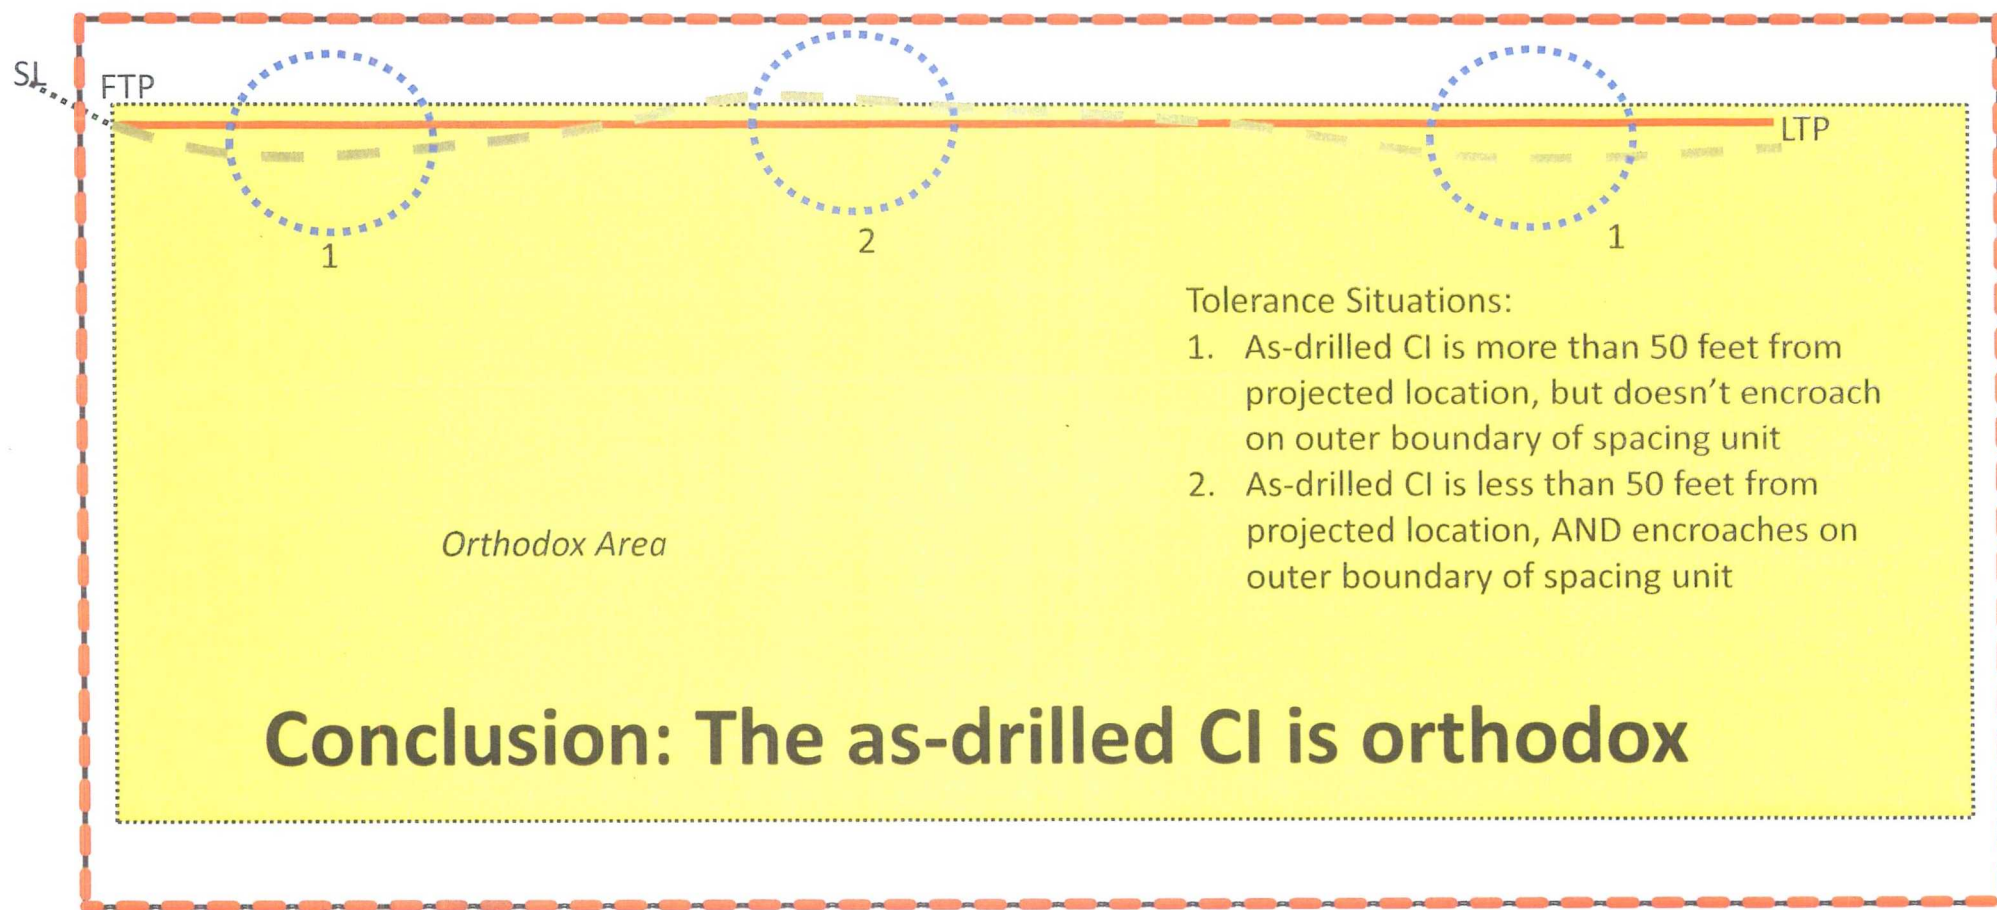 SL
FTP
LTP
1
2
1
Tolerance Situations:
1. As-drilled CI is more than 50 feet from
projected location, but doesn't encroach
on outer boundary of spacing unit
2. As-drilled CI is less than 50 feet from
projected location, AND encroaches on
outer boundary of spacing unit
Orthodox Area
Conclusion: The as-drilled CI is orthodox